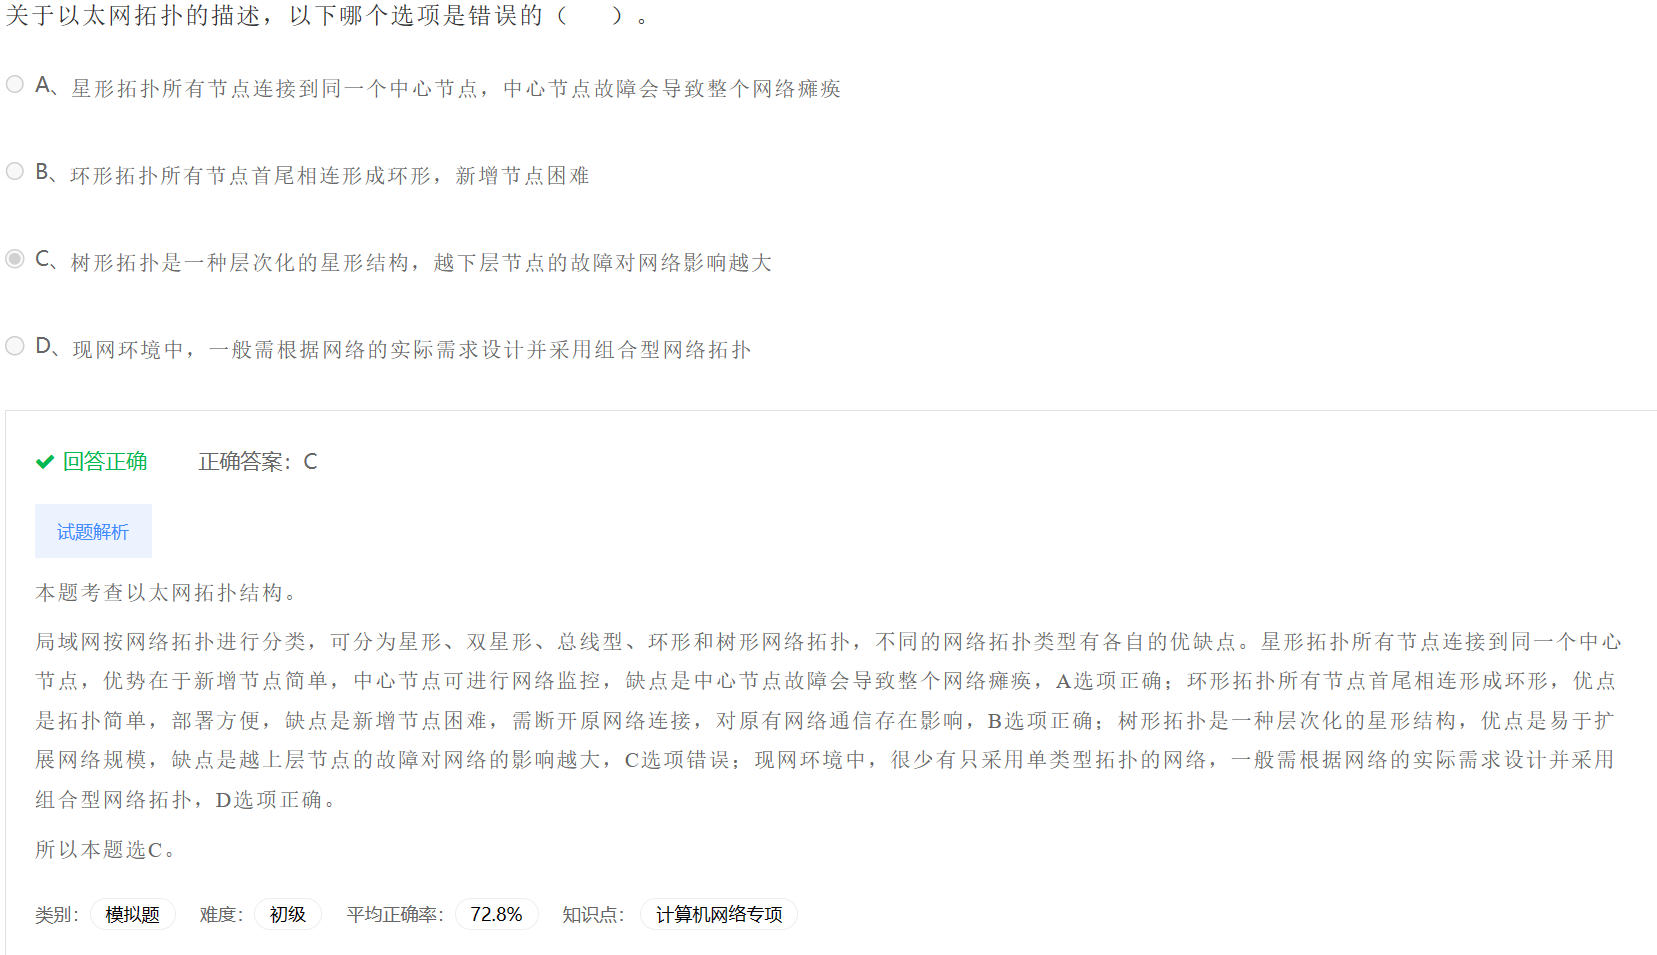 关于以太网拓扑的描述，以下哪个选项是错误的（　　）。
A、星形拓扑所有节点连接到同一个中心节点，中心节点故障会导致整个网络瘫痪
B、环形拓扑所有节点首尾相连形成环形，新增节点困难
C、树形拓扑是一种层次化的星形结构，越下层节点的故障对网络影响越大
D、现网环境中，一般需根据网络的实际需求设计并采用组合型网络拓扑
回答正确 正确答案：C
试题解析
本题考查以太网拓扑结构。
局域网按网络拓扑进行分类，可分为星形、双星形、总线型、环形和树形网络拓扑，不同的网络拓扑类型有各自的优缺点。星形拓扑所有节点连接到同一个中心
节点，优势在于新增节点简单，中心节点可进行网络监控，缺点是中心节点故障会导致整个网络瘫痪，A选项正确；环形拓扑所有节点首尾相连形成环形，优点
是拓扑简单，部署方便，缺点是新增节点困难，需断开原网络连接，对原有网络通信存在影响，B选项正确；树形拓扑是一种层次化的星形结构，优点是易于扩
展网络规模，缺点是越上层节点的故障对网络的影响越大，C选项错误；现网环境中，很少有只采用单类型拓扑的网络，一般需根据网络的实际需求设计并采用
组合型网络拓扑，D选项正确。
所以本题选C。
类别： 模拟题 难度： 初级 平均正确率： 72.8% 知识点： 计算机网络专项